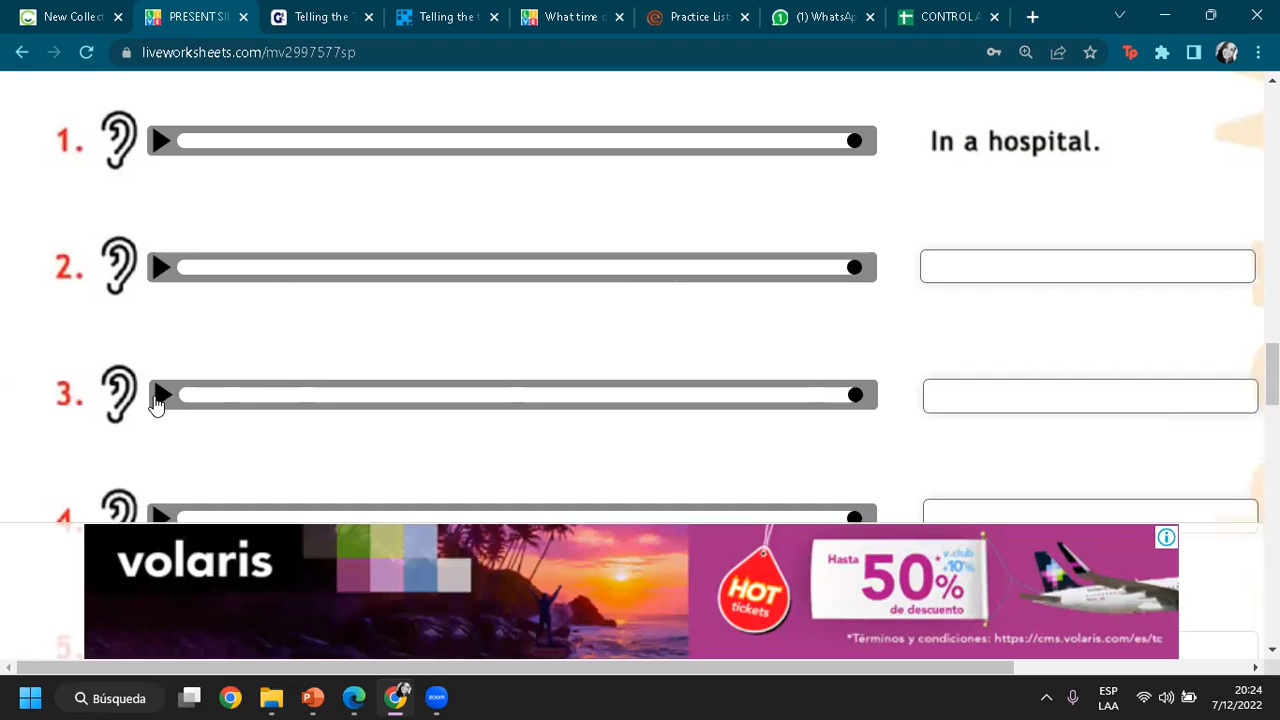 New Collect
PRESENT SI
Telling the T
Telling the t
What time d
Practice List
(1) WhatsAp
CONTROL A
liveworksheets.com/mv2997577sp
1.
In a hospital.
2.
3.
4.
5.
volaris
HOT
tickets
Hasta
50%*
v.club
+10%
de descuento
*Términos y condiciones: https://cms.volaris.com/es/tc
Búsqueda
zoom
ESP
LAA
20:24
7/12/2022